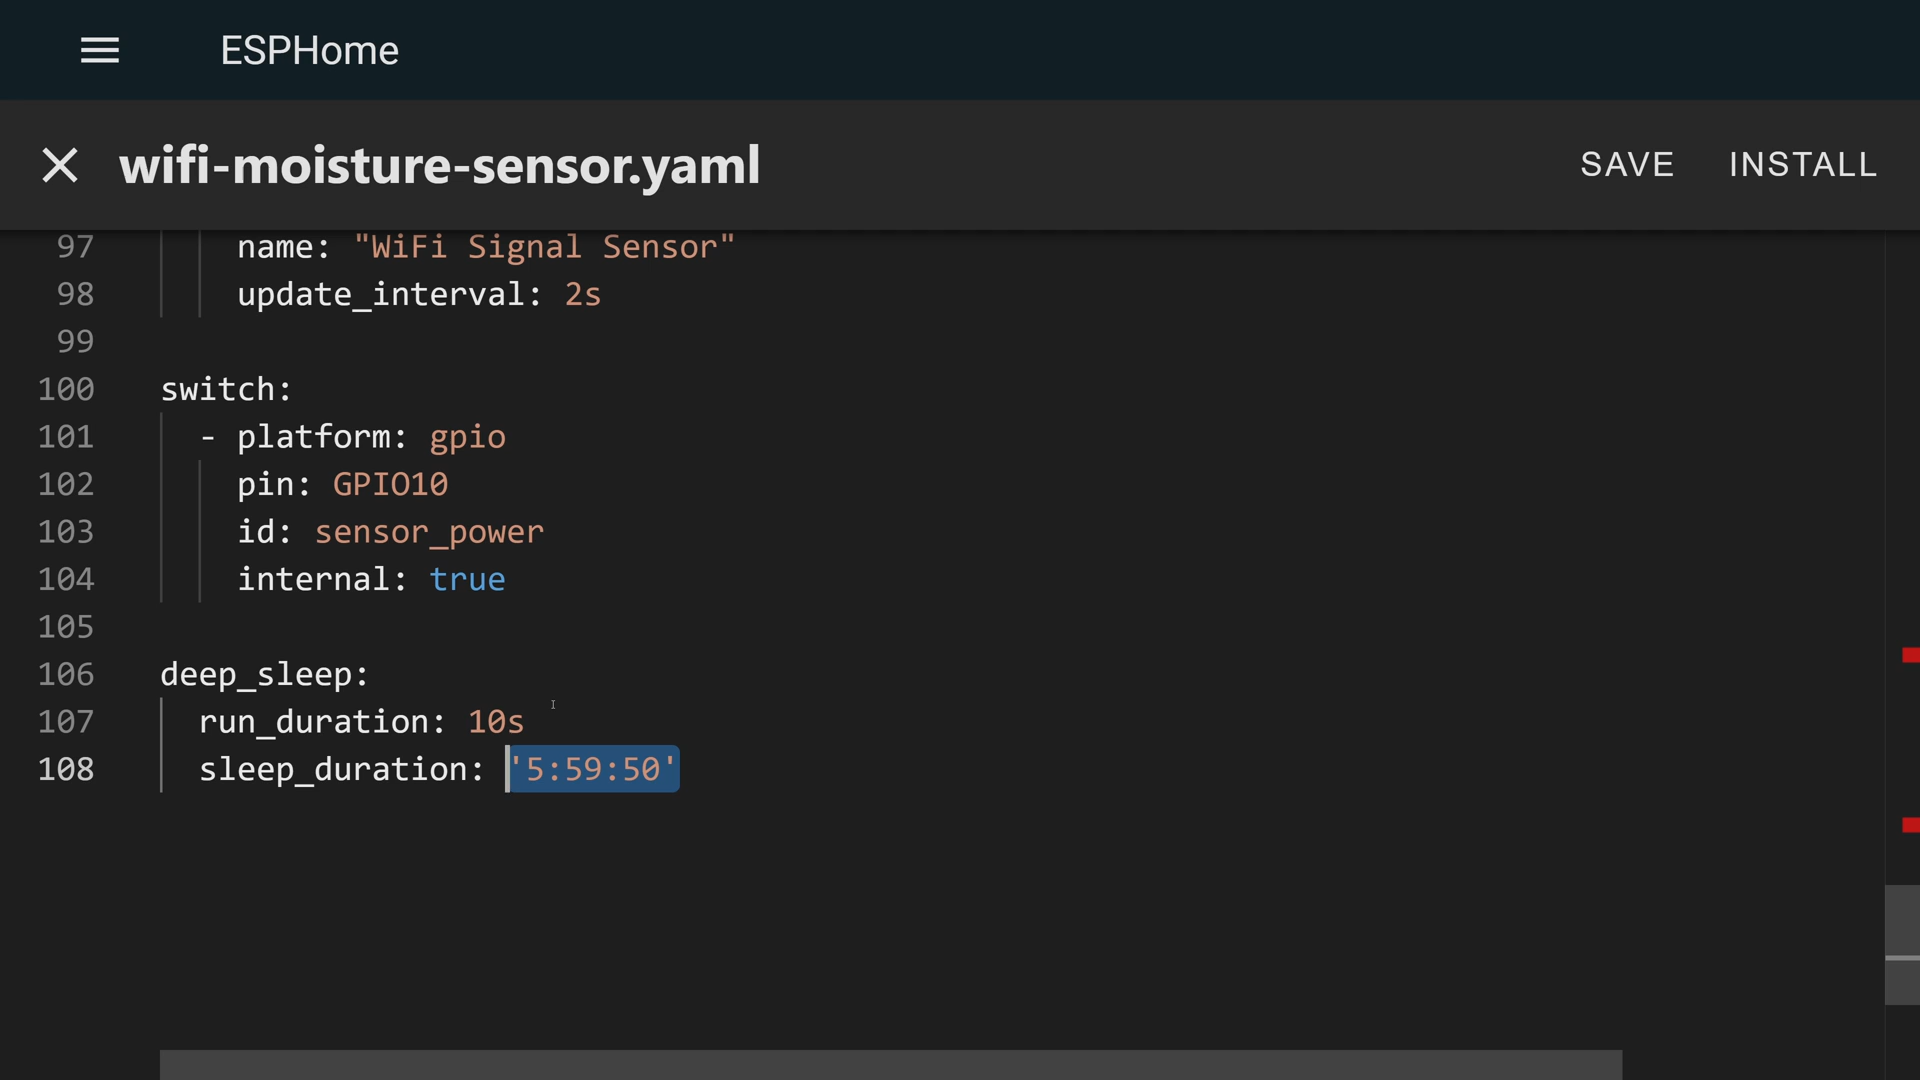 ESPHome
wifi-moisture-sensor.yaml
SAVE
INSTALL
97 name: "WiFi Signal Sensor"
98 update_interval: 2s
99
100 switch:
101 - platform: gpio
102 pin: GPIO10
103 id: sensor_power
104 internal: true
105
106 deep_sleep:
107 run_duration: 10s
108 sleep_duration: '5:59:50'